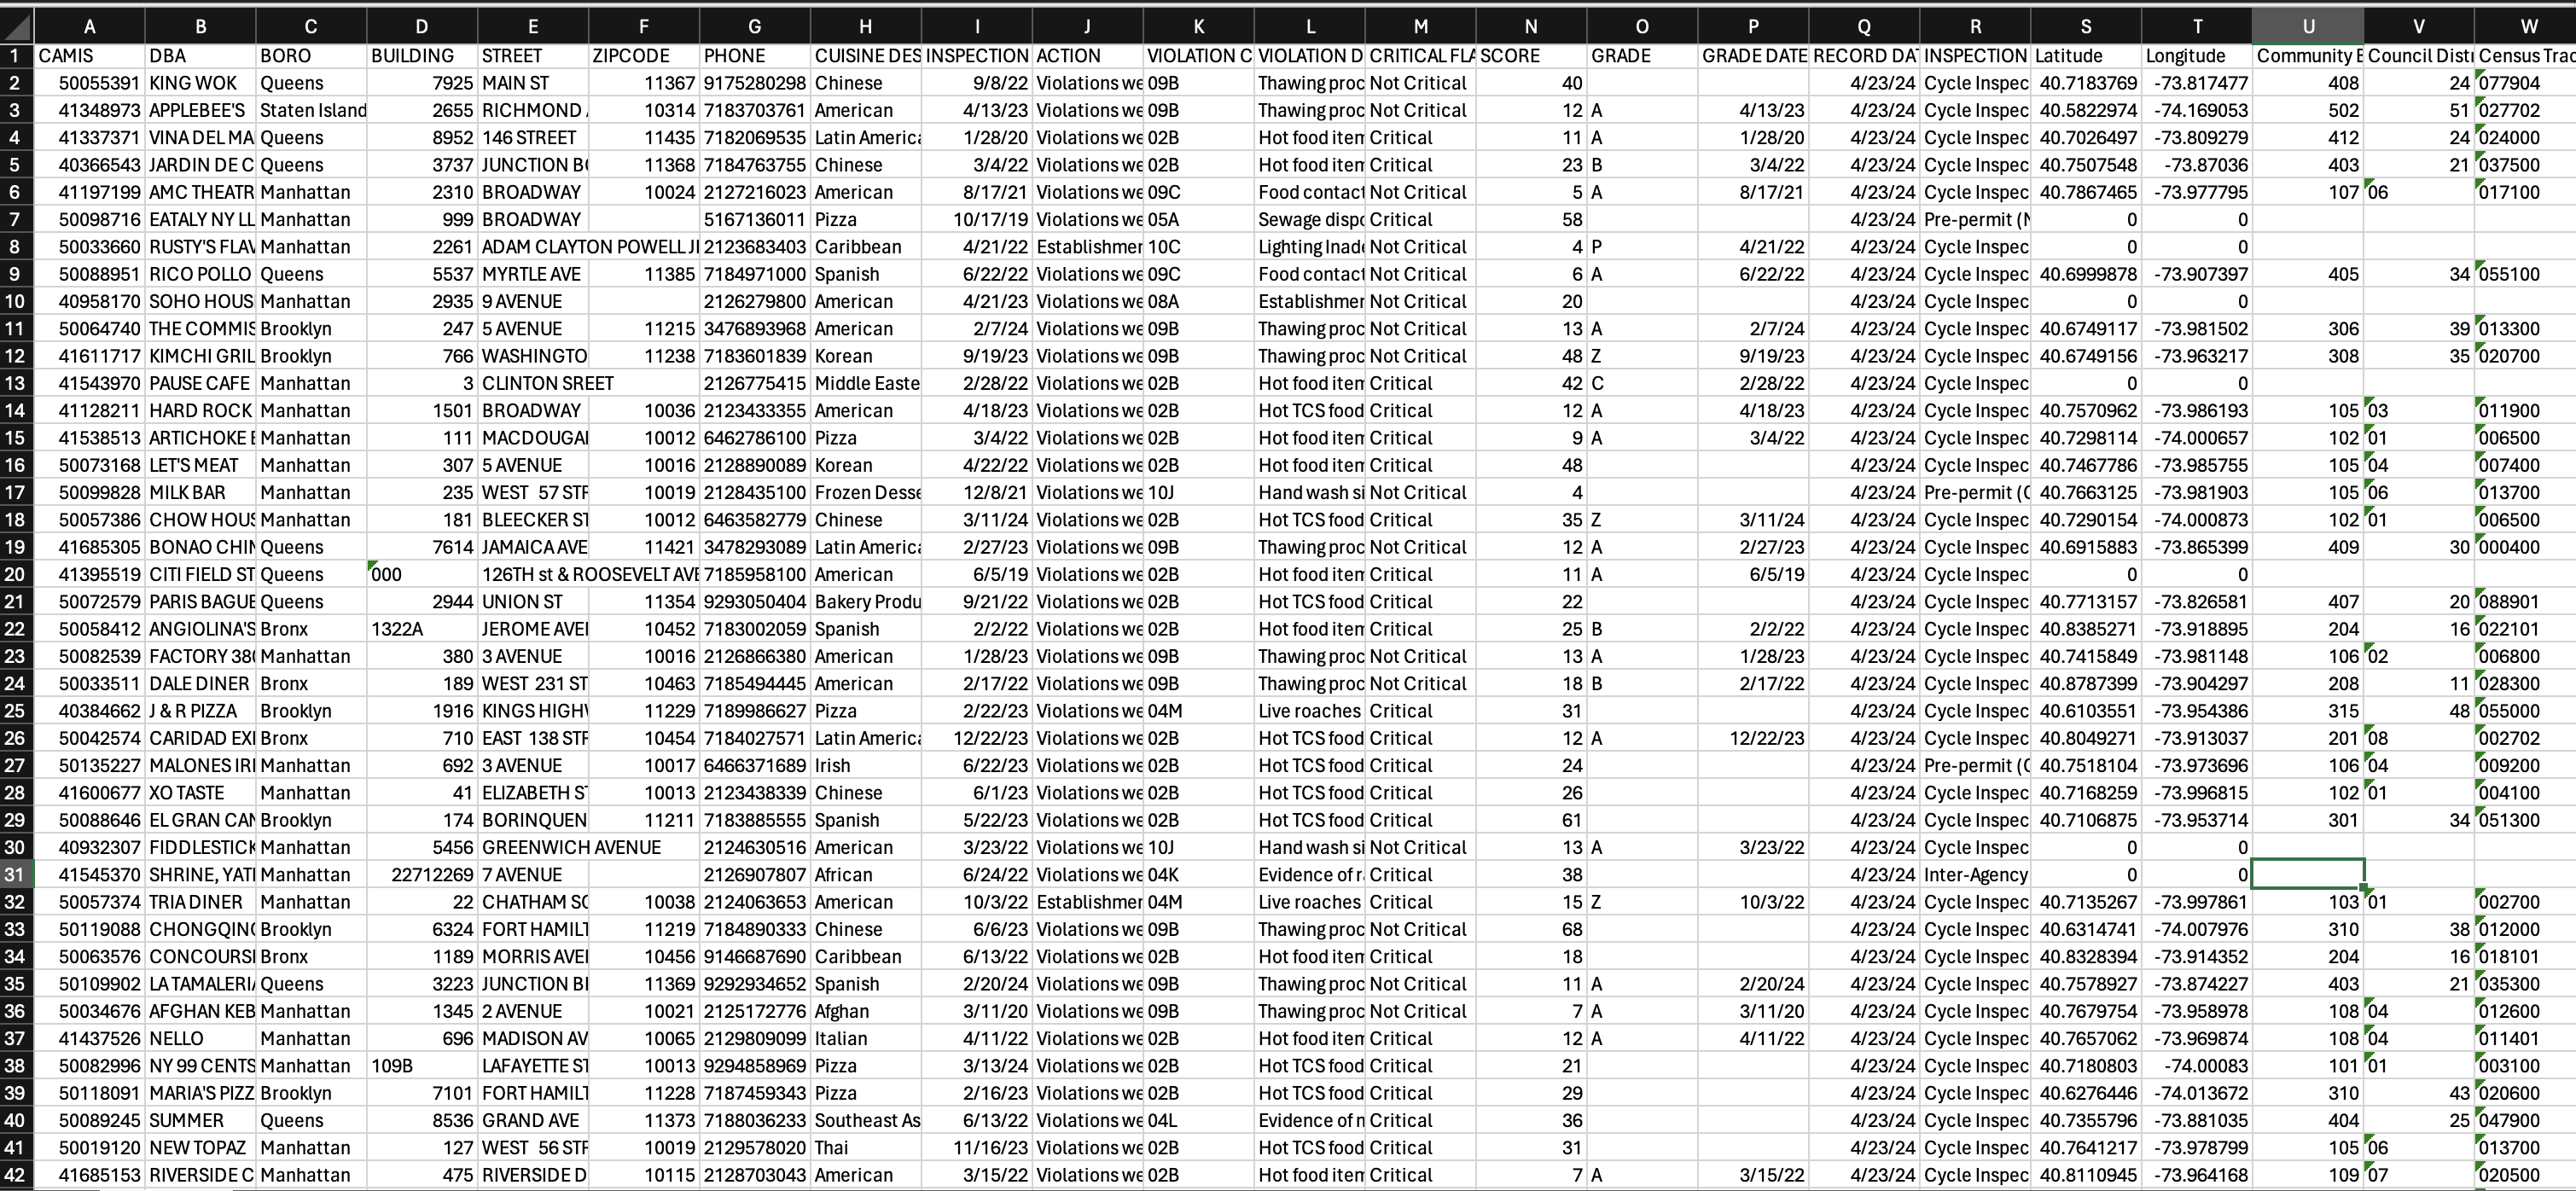 A B C D E F G H I J K L M N O P Q R S T U V W
1 CAMIS DBA BORO BUILDING STREET ZIPCODE PHONE CUISINE DES INSPECTION ACTION VIOLATION C VIOLATION D CRITICAL FLA SCORE GRADE GRADE DATE RECORD DA INSPECTION Latitude Longitude Community B Council Distr Census Trac
2 50055391 KING WOK Queens 7925 MAIN ST 11367 9175280298 Chinese 9/8/22 Violations we 09B Thawing proc Not Critical 40 4/23/24 Cycle Inspec 40.7183769 -73.817477 408 24 077904
3 41348973 APPLEBEE'S Staten Island 2655 RICHMOND 10314 7183703761 American 4/13/23 Violations we 09B Thawing proc Not Critical 12 A 4/13/23 4/23/24 Cycle Inspec 40.5822974 -74.169053 502 51 027702
4 41337371 VINA DEL MA Queens 8952 146 STREET 11435 7182069535 Latin America 1/28/20 Violations we 02B Hot food item Critical 11 A 1/28/20 4/23/24 Cycle Inspec 40.7026497 -73.809279 412 24 024000
5 40366543 JARDIN DE C Queens 3737 JUNCTION BO 11368 7184763755 Chinese 3/4/22 Violations we 02B Hot food item Critical 23 B 3/4/22 4/23/24 Cycle Inspec 40.7507548 -73.87036 403 21 037500
6 41197199 AMC THEATR Manhattan 2310 BROADWAY 10024 2127216023 American 8/17/21 Violations we 09C Food contact Not Critical 5 A 8/17/21 4/23/24 Cycle Inspec 40.7867465 -73.977795 107 06 017100
7 50098716 EATALY NY LL Manhattan 999 BROADWAY 5167136011 Pizza 10/17/19 Violations we 05A Sewage dispo Critical 58 4/23/24 Pre-permit (N 0 0
8 50033660 RUSTY'S FLAV Manhattan 2261 ADAM CLAYTON POWELL JI 2123683403 Caribbean 4/21/22 Establishmen 10C Lighting Inade Not Critical 4 P 4/21/22 4/23/24 Cycle Inspec 0 0
9 50088951 RICO POLLO Queens 5537 MYRTLE AVE 11385 7184971000 Spanish 6/22/22 Violations we 09C Food contact Not Critical 6 A 6/22/22 4/23/24 Cycle Inspec 40.6999878 -73.907397 405 34 055100
10 40958170 SOHO HOUS Manhattan 2935 9 AVENUE 2126279800 American 4/21/23 Violations we 08A Establishmen Not Critical 20 4/23/24 Cycle Inspec 0 0
11 50064740 THE COMMIS Brooklyn 247 5 AVENUE 11215 3476893968 American 2/7/24 Violations we 09B Thawing proc Not Critical 13 A 2/7/24 4/23/24 Cycle Inspec 40.6749117 -73.981502 306 39 013300
12 41611717 KIMCHI GRIL Brooklyn 766 WASHINGTO 11238 7183601839 Korean 9/19/23 Violations we 09B Thawing proc Not Critical 48 Z 9/19/23 4/23/24 Cycle Inspec 40.6749156 -73.963217 308 35 020700
13 41543970 PAUSE CAFE Manhattan 3 CLINTON SREET 2126775415 Middle Easte 2/28/22 Violations we 02B Hot food item Critical 42 C 2/28/22 4/23/24 Cycle Inspec 0 0
14 41128211 HARD ROCK Manhattan 1501 BROADWAY 10036 2123433355 American 4/18/23 Violations we 02B Hot TCS food Critical 12 A 4/18/23 4/23/24 Cycle Inspec 40.7570962 -73.986193 105 03 011900
15 41538513 ARTICHOKE B Manhattan 111 MACDOUGAL 10012 6462786100 Pizza 3/4/22 Violations we 02B Hot food item Critical 9 A 3/4/22 4/23/24 Cycle Inspec 40.7298114 -74.000657 102 01 006500
16 50073168 LET'S MEAT Manhattan 307 5 AVENUE 10016 2128890089 Korean 4/22/22 Violations we 02B Hot food item Critical 48 4/23/24 Cycle Inspec 40.7467786 -73.985755 105 04 007400
17 50099828 MILK BAR Manhattan 235 WEST 57 STR 10019 2128435100 Frozen Desse 12/8/21 Violations we 10J Hand wash si Not Critical 4 4/23/24 Pre-permit (O 40.7663125 -73.981903 105 06 013700
18 50057386 CHOW HOUS Manhattan 181 BLEECKER ST 10012 6463582779 Chinese 3/11/24 Violations we 02B Hot TCS food Critical 35 Z 3/11/24 4/23/24 Cycle Inspec 40.7290154 -74.000873 102 01 006500
19 41685305 BONAO CHIN Queens 7614 JAMAICA AVE 11421 3478293089 Latin America 2/27/23 Violations we 09B Thawing proc Not Critical 12 A 2/27/23 4/23/24 Cycle Inspec 40.6915883 -73.865399 409 30 000400
20 41395519 CITI FIELD ST Queens 000 126TH st & ROOSEVELT AVE 7185958100 American 6/5/19 Violations we 02B Hot food item Critical 11 A 6/5/19 4/23/24 Cycle Inspec 0 0
21 50072579 PARIS BAGUE Queens 2944 UNION ST 11354 9293050404 Bakery Produ 9/21/22 Violations we 02B Hot TCS food Critical 22 4/23/24 Cycle Inspec 40.7713157 -73.826581 407 20 088901
22 50058412 ANGIOLINA'S Bronx 1322A JEROME AVEI 10452 7183002059 Spanish 2/2/22 Violations we 02B Hot food item Critical 25 B 2/2/22 4/23/24 Cycle Inspec 40.8385271 -73.918895 204 16 022101
23 50082539 FACTORY 380 Manhattan 380 3 AVENUE 10016 2126866380 American 1/28/23 Violations we 09B Thawing proc Not Critical 13 A 1/28/23 4/23/24 Cycle Inspec 40.7415849 -73.981148 106 02 006800
24 50033511 DALE DINER Bronx 189 WEST 231 ST 10463 7185494445 American 2/17/22 Violations we 09B Thawing proc Not Critical 18 B 2/17/22 4/23/24 Cycle Inspec 40.8787399 -73.904297 208 11 028300
25 40384662 J & R PIZZA Brooklyn 1916 KINGS HIGHW 11229 7189986627 Pizza 2/22/23 Violations we 04M Live roaches Critical 31 4/23/24 Cycle Inspec 40.6103551 -73.954386 315 48 055000
26 50042574 CARIDAD EXI Bronx 710 EAST 138 STR 10454 7184027571 Latin America 12/22/23 Violations we 02B Hot TCS food Critical 12 A 12/22/23 4/23/24 Cycle Inspec 40.8049271 -73.913037 201 08 002702
27 50135227 MALONES IRI Manhattan 692 3 AVENUE 10017 6466371689 Irish 6/22/23 Violations we 02B Hot TCS food Critical 24 4/23/24 Pre-permit (O 40.7518104 -73.973696 106 04 009200
28 41600677 XO TASTE Manhattan 41 ELIZABETH ST 10013 2123438339 Chinese 6/1/23 Violations we 02B Hot TCS food Critical 26 4/23/24 Cycle Inspec 40.7168259 -73.996815 102 01 004100
29 50088646 EL GRAN CAN Brooklyn 174 BORINQUEN 11211 7183885555 Spanish 5/22/23 Violations we 02B Hot TCS food Critical 61 4/23/24 Cycle Inspec 40.7106875 -73.953714 301 34 051300
30 40932307 FIDDLESTICK Manhattan 5456 GREENWICH AVENUE 2124630516 American 3/23/22 Violations we 10J Hand wash si Not Critical 13 A 3/23/22 4/23/24 Cycle Inspec 0 0
31 41545370 SHRINE, YATI Manhattan 22712269 7 AVENUE 2126907807 African 6/24/22 Violations we 04K Evidence of r Critical 38 4/23/24 Inter-Agency 0 0
32 50057374 TRIA DINER Manhattan 22 CHATHAM SQ 10038 2124063653 American 10/3/22 Establishmen 04M Live roaches Critical 15 Z 10/3/22 4/23/24 Cycle Inspec 40.7135267 -73.997861 103 01 002700
33 50119088 CHONGQING Brooklyn 6324 FORT HAMILT 11219 7184890333 Chinese 6/6/23 Violations we 09B Thawing proc Not Critical 68 4/23/24 Cycle Inspec 40.6314741 -74.007976 310 38 012000
34 50063576 CONCOURSE Bronx 1189 MORRIS AVEI 10456 9146687690 Caribbean 6/13/22 Violations we 02B Hot food item Critical 18 4/23/24 Cycle Inspec 40.8328394 -73.914352 204 16 018101
35 50109902 LA TAMALERIA Queens 3223 JUNCTION BI 11369 9292934652 Spanish 2/20/24 Violations we 09B Thawing proc Not Critical 11 A 2/20/24 4/23/24 Cycle Inspec 40.7578927 -73.874227 403 21 035300
36 50034676 AFGHAN KEB Manhattan 1345 2 AVENUE 10021 2125172776 Afghan 3/11/20 Violations we 09B Thawing proc Not Critical 7 A 3/11/20 4/23/24 Cycle Inspec 40.7679754 -73.958978 108 04 012600
37 41437526 NELLO Manhattan 696 MADISON AV 10065 2129809099 Italian 4/11/22 Violations we 02B Hot food item Critical 12 A 4/11/22 4/23/24 Cycle Inspec 40.7657062 -73.969874 108 04 011401
38 50082996 NY 99 CENTS Manhattan 109B LAFAYETTE ST 10013 9294858969 Pizza 3/13/24 Violations we 02B Hot TCS food Critical 21 4/23/24 Cycle Inspec 40.7180803 -74.00083 101 01 003100
39 50118091 MARIA'S PIZZ Brooklyn 7101 FORT HAMILT 11228 7187459343 Pizza 2/16/23 Violations we 02B Hot TCS food Critical 29 4/23/24 Cycle Inspec 40.6276446 -74.013672 310 43 020600
40 50089245 SUMMER Queens 8536 GRAND AVE 11373 7188036233 Southeast As 6/13/22 Violations we 04L Evidence of m Critical 36 4/23/24 Cycle Inspec 40.7355796 -73.881035 404 25 047900
41 50019120 NEW TOPAZ Manhattan 127 WEST 56 STR 10019 2129578020 Thai 11/16/23 Violations we 02B Hot TCS food Critical 31 4/23/24 Cycle Inspec 40.7641217 -73.978799 105 06 013700
42 41685153 RIVERSIDE C Manhattan 475 RIVERSIDE D 10115 2128703043 American 3/15/22 Violations we 02B Hot food item Critical 7 A 3/15/22 4/23/24 Cycle Inspec 40.8110945 -73.964168 109 07 020500